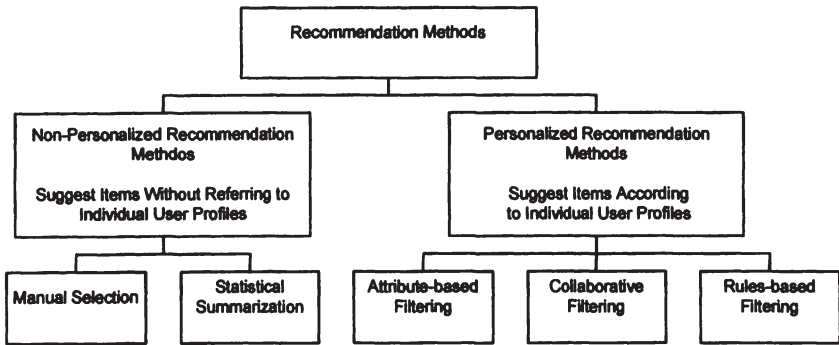 Recommendation Methods
Non-Personalized Recommendation
Methdos
Suggest Items Without Referring to
Individual User Profiles
Personalized Recommendation
Methods
Suggest Items According
to Individual User Profiles
Manual Selection
Statistical
Summarization
Attribute-based
Filtering
Collaborative
Filtering
Rules-based
Filtering